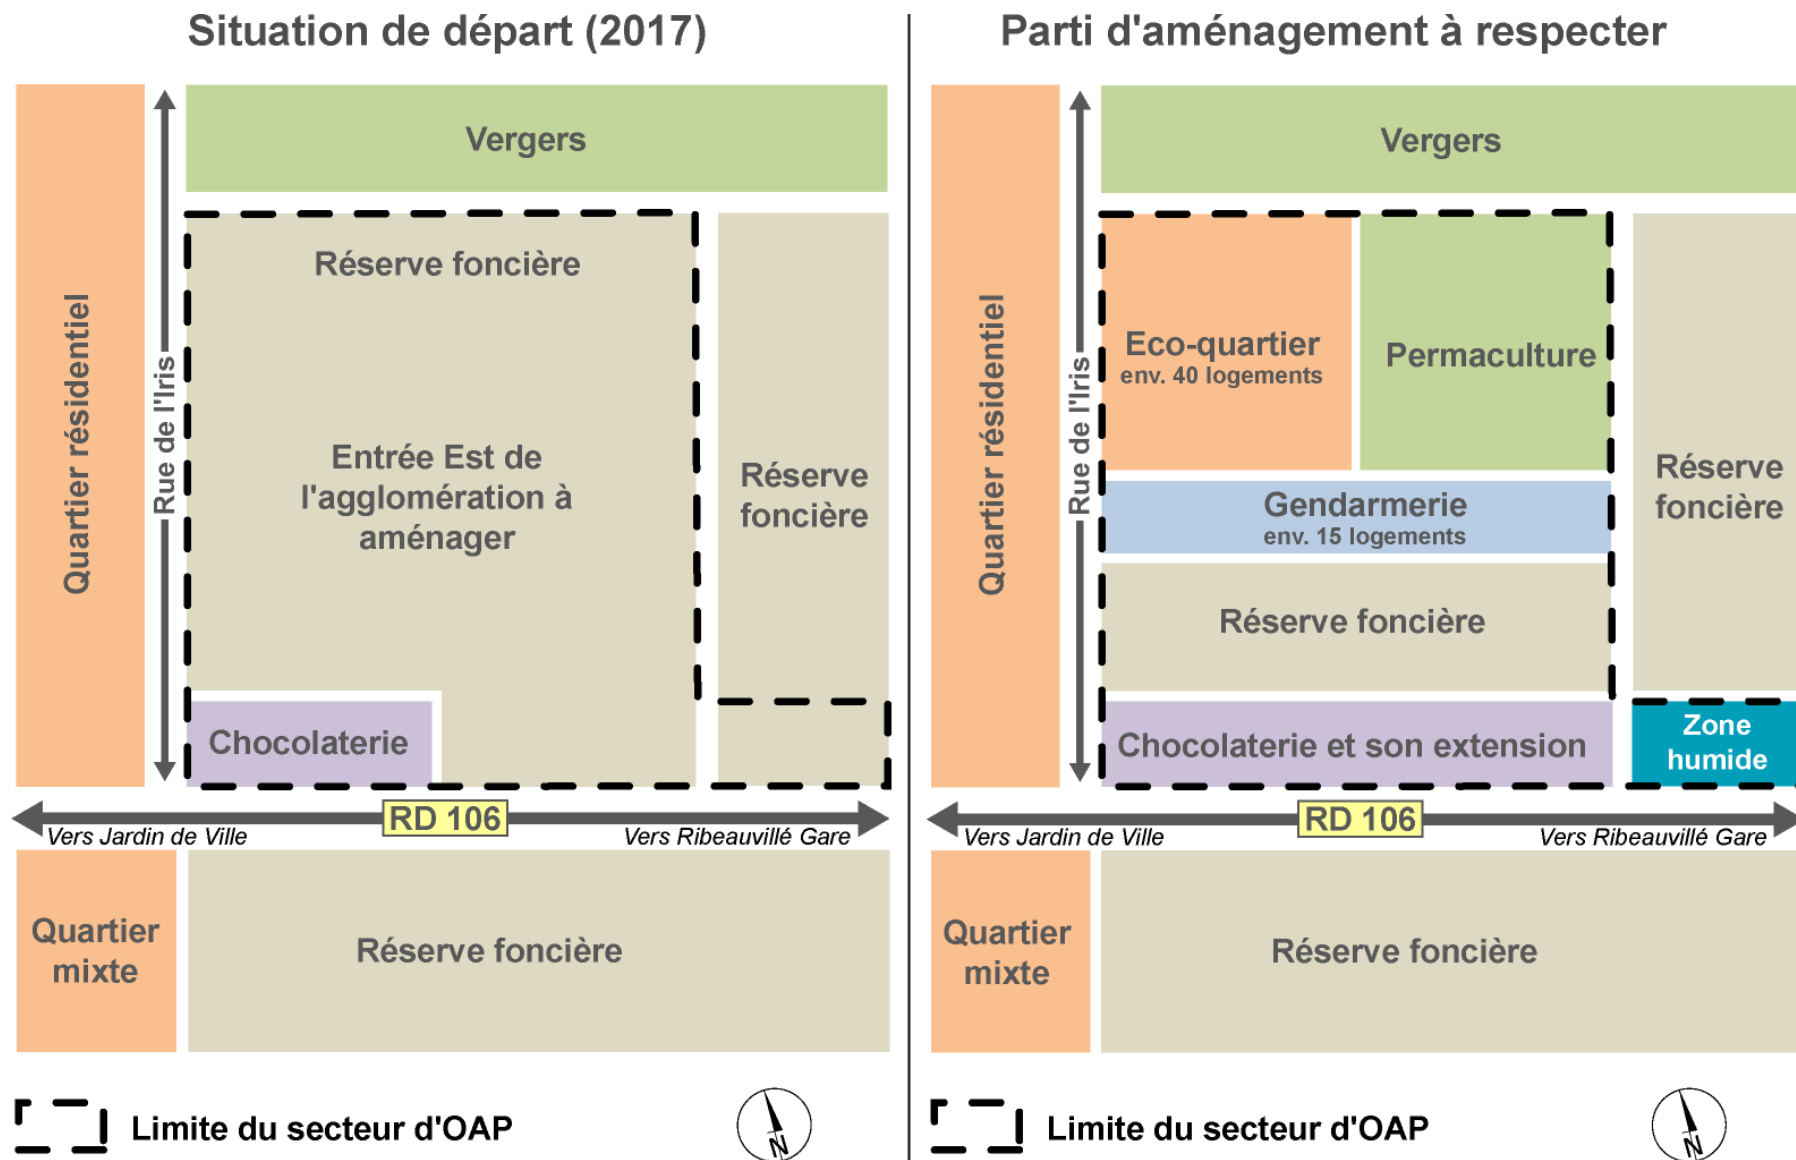 Situation de départ (2017)
Vergers
Réserve foncière
Quartier résidentiel
Rue de l'Iris
Entrée Est de
l'agglomération à
aménager
Réserve
foncière
Chocolaterie
RD 106
Vers Jardin de Ville
Vers Ribeauvillé Gare
Quartier
mixte
Réserve foncière
Limite du secteur d'OAP
N
Parti d'aménagement à respecter
Vergers
Quartier résidentiel
Rue de l'Iris
Eco-quartier
env. 40 logements
Permaculture
Gendarmerie
env. 15 logements
Réserve
foncière
Réserve foncière
Chocolaterie et son extension
Zone
humide
RD 106
Vers Jardin de Ville
Vers Ribeauvillé Gare
Quartier
mixte
Réserve foncière
Limite du secteur d'OAP
N